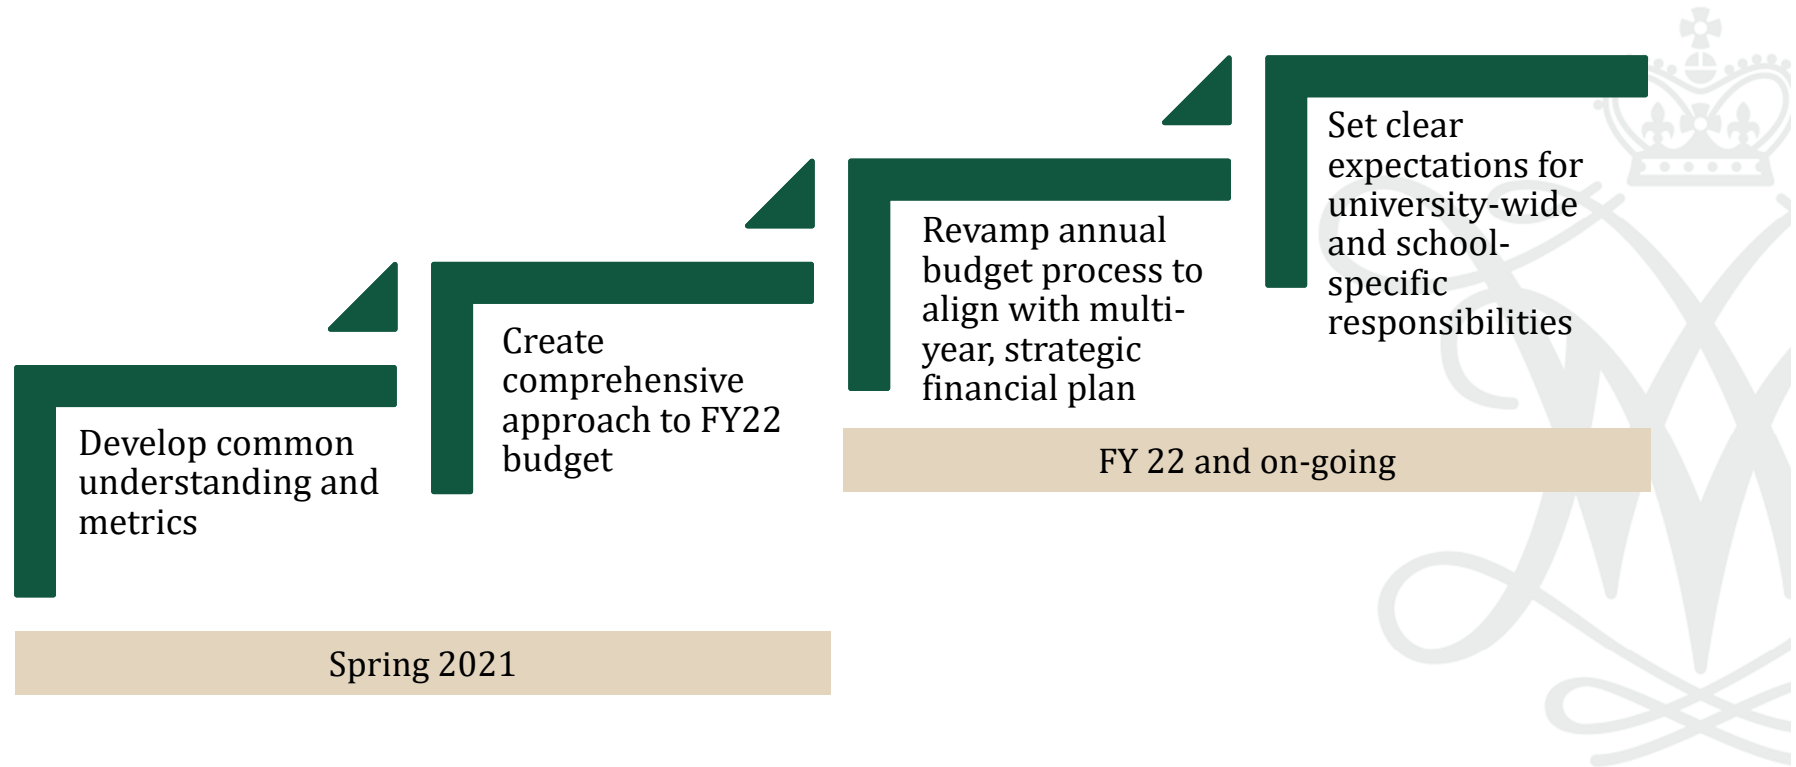 Develop common
understanding and
metrics
Create
comprehensive
approach to FY22
budget
Revamp annual
budget process to
align with multi-
year, strategic
financial plan
Set clear
expectations for
university-wide
and school-
specific
responsibilities
FY 22 and on-going
Spring 2021